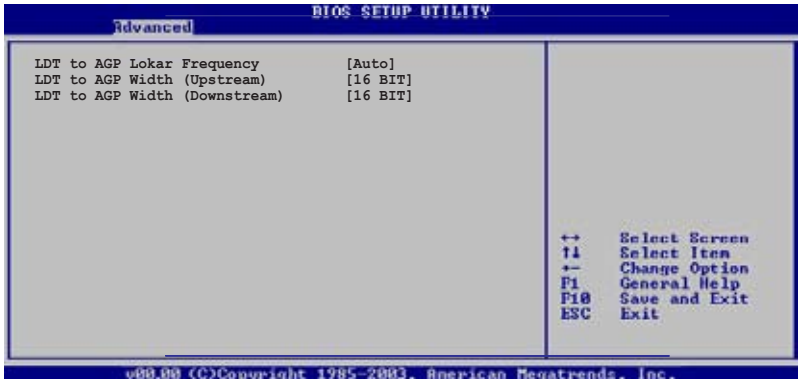 BIOS SETUP UTILITY
Advanced
LDT to AGP Lokar Frequency [Auto]
LDT to AGP Width (Upstream) [16 BIT]
LDT to AGP Width (Downstream) [16 BIT]
←→ Select Screen
↑↓ Select Item
+- Change Option
F1 General Help
F10 Save and Exit
ESC Exit
v00.00 (C)Copyright 1985-2003, American Megatrends, Inc.